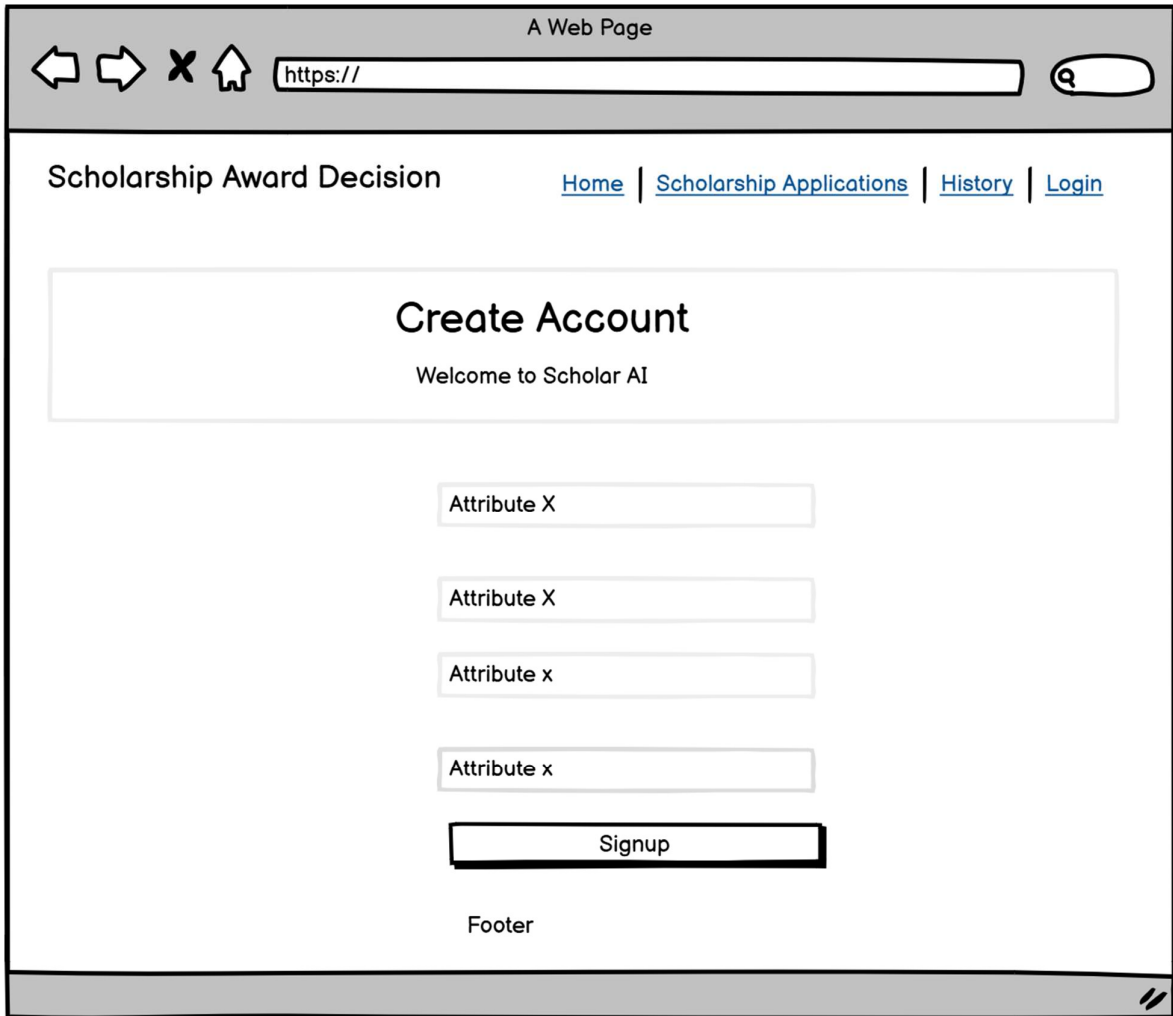 A Web Page
https://
Scholarship Award Decision
Home | Scholarship Applications | History | Login
Create Account
Welcome to Scholar AI
Attribute X
Attribute X
Attribute x
Attribute x
Signup
Footer